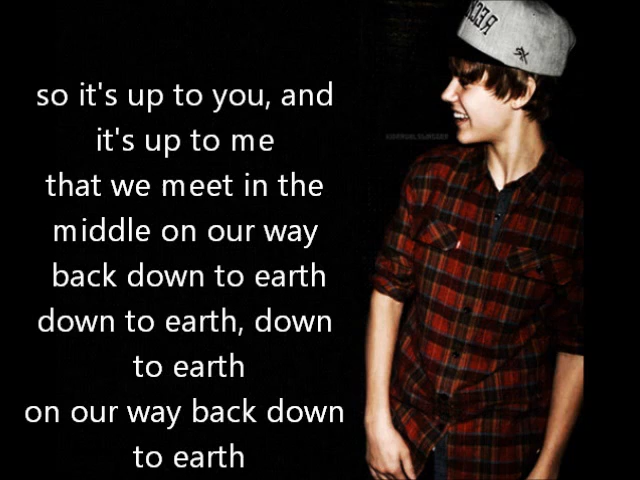 so it's up to you, and
it's up to me
that we meet in the
middle on our way
back down to earth
down to earth, down
to earth
on our way back down
to earth